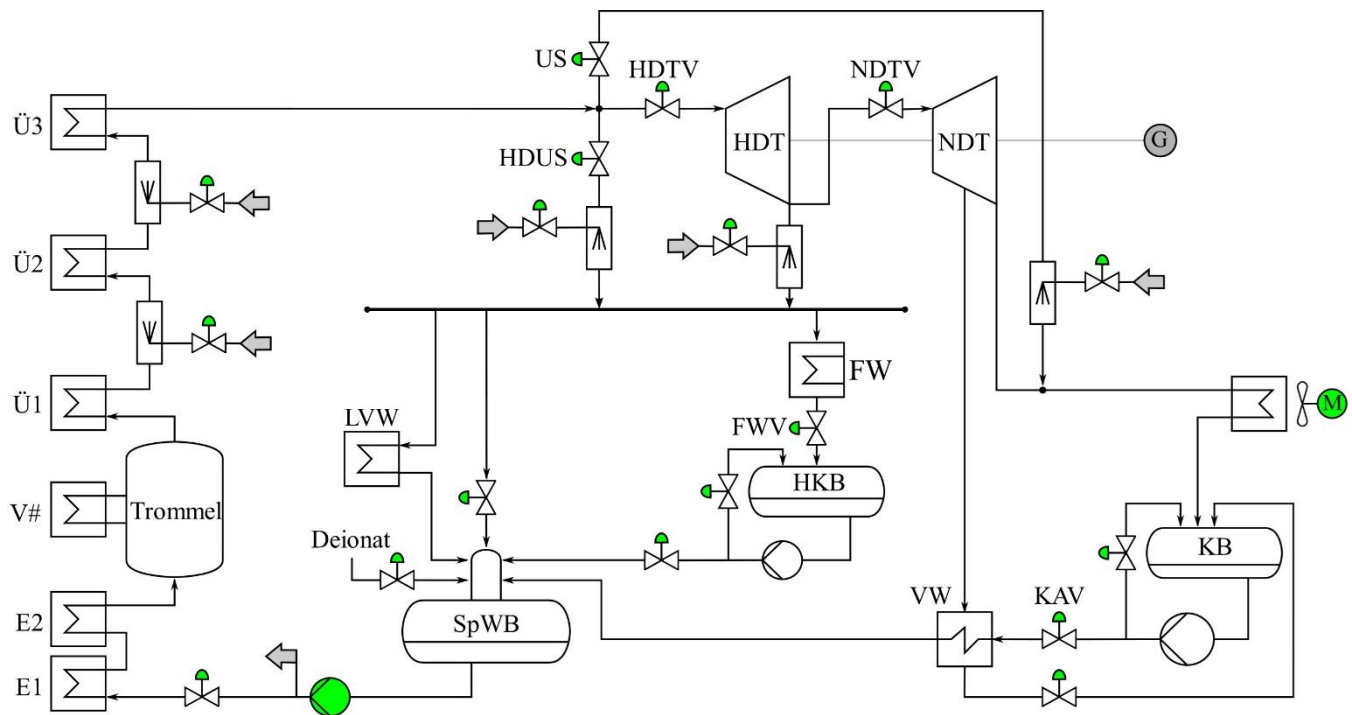 US
HDTV
NDTV
Ü3
HDT
NDT
G
HDUS
Ü2
Ü1
FW
LVW
FWV
M
V#
Trommel
HKB
Deionat
KB
E2
SpWB
VW
KAV
E1